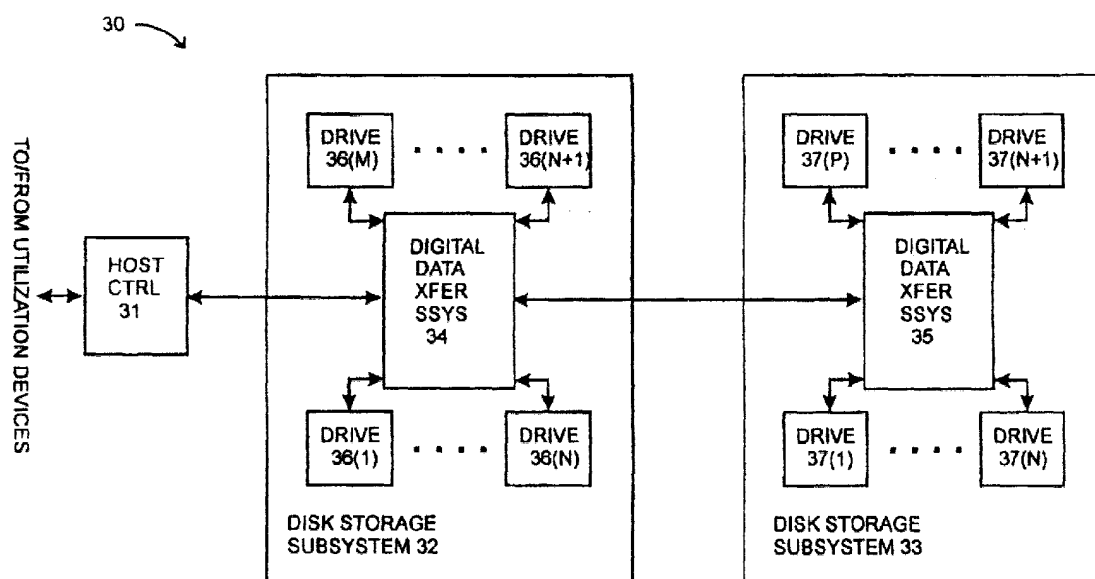 30
TO/FROM UTILIZATION DEVICES
HOST
CTRL
31
DRIVE
36(M)
. . . .
DRIVE
36(N+1)
DIGITAL
DATA
XFER
SSYS
34
DRIVE
36(1)
. . . .
DRIVE
36(N)
DISK STORAGE
SUBSYSTEM 32
DRIVE
37(P)
. . . .
DRIVE
37(N+1)
DIGITAL
DATA
XFER
SSYS
35
DRIVE
37(1)
. . . .
DRIVE
37(N)
DISK STORAGE
SUBSYSTEM 33